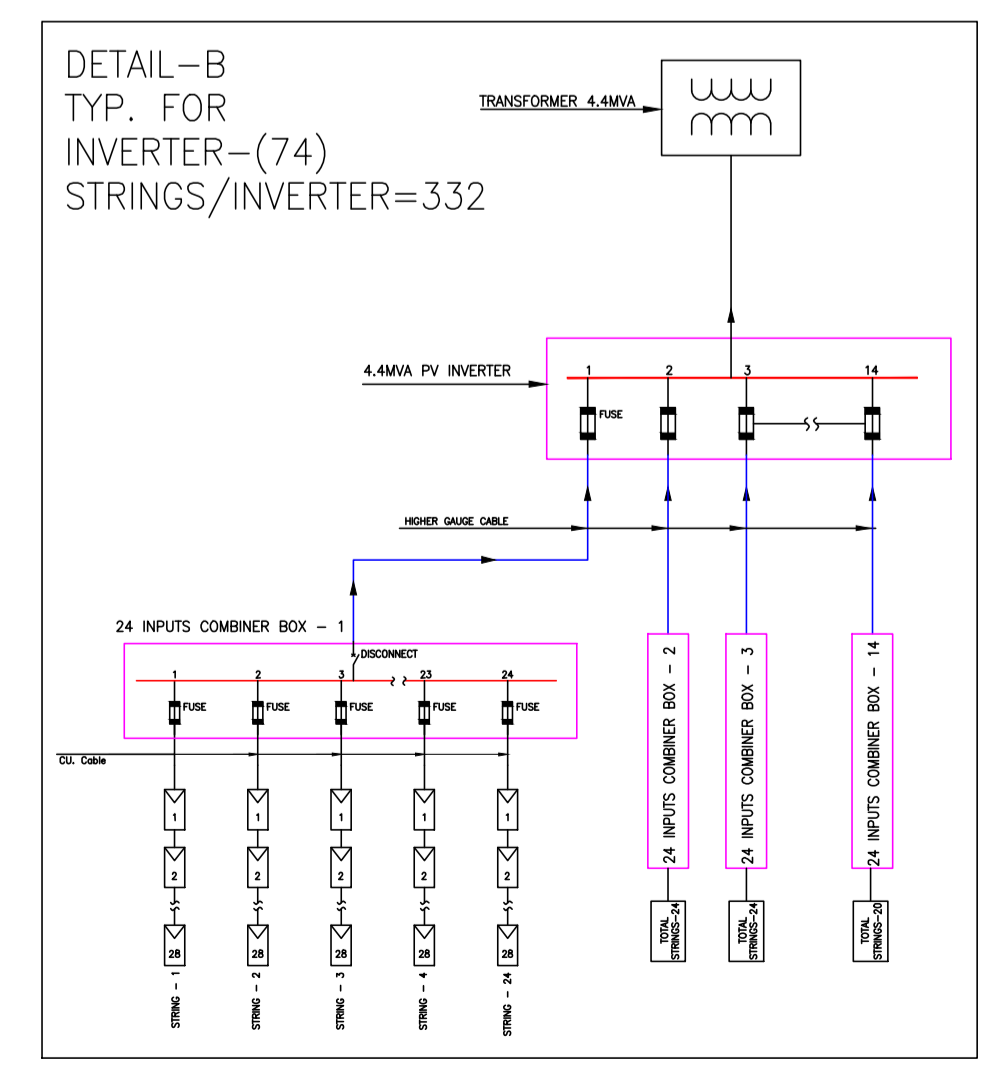 DETAIL-B
TYP. FOR
INVERTER-(74)
STRINGS/INVERTER=332
TRANSFORMER 4.4MVA
4.4MVA PV INVERTER
1 2 3 14
FUSE
HIGHER GAUGE CABLE
24 INPUTS COMBINER BOX - 1
DISCONNECT
1 2 3 23 24
FUSE FUSE FUSE FUSE FUSE
CU. Cable
1 1 1 1 1
2 2 2 2 2
28 28 28 28 28
STRING - 1
STRING - 2
STRING - 3
STRING - 4
STRING - 24
24 INPUTS COMBINER BOX - 2
24 INPUTS COMBINER BOX - 3
24 INPUTS COMBINER BOX - 14
TOTAL
STRINGS-24
TOTAL
STRINGS-24
TOTAL
STRINGS-20